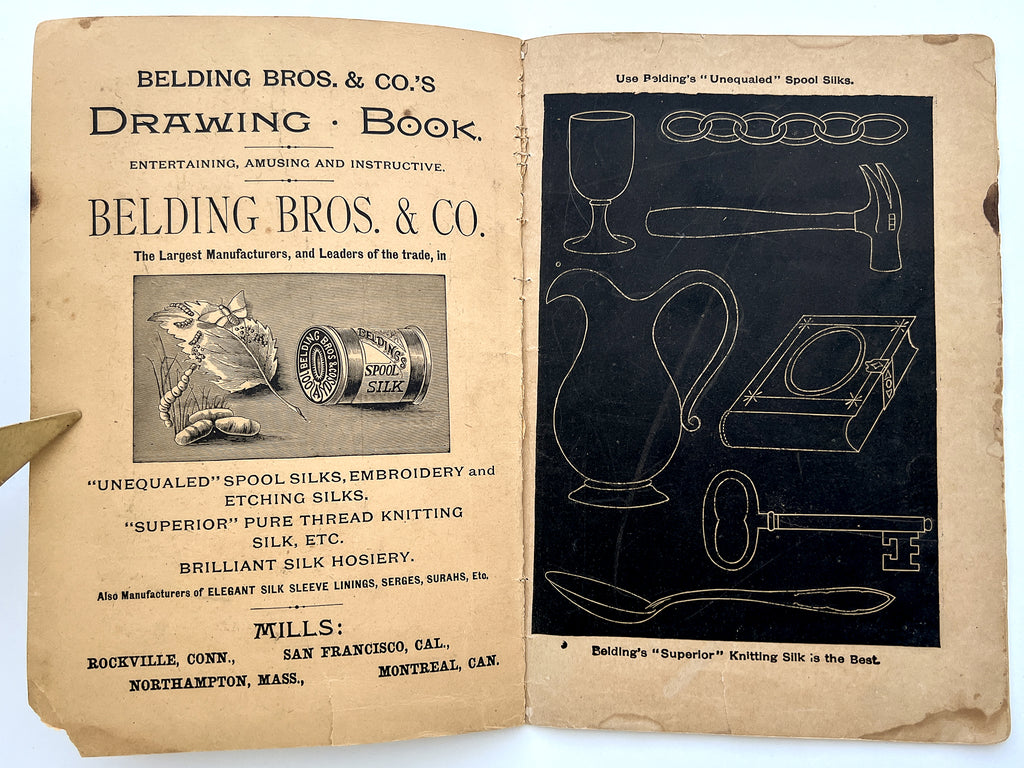 BELDING BROS. & CO.'S
DRAWING · BOOK.
ENTERTAINING, AMUSING AND INSTRUCTIVE.
BELDING BROS. & CO.
The Largest Manufacturers, and Leaders of the trade, in
BELDING BROS & CO
BELDING'S
SPOOL
SILK
"UNEQUALED" SPOOL SILKS, EMBROIDERY and
ETCHING SILKS.
"SUPERIOR" PURE THREAD KNITTING
SILK, ETC.
BRILLIANT SILK HOSIERY.
Also Manufacturers of ELEGANT SILK SLEEVE LININGS, SERGES, SURAHS, Etc.
MILLS:
ROCKVILLE, CONN., SAN FRANCISCO, CAL.,
NORTHAMPTON, MASS., MONTREAL, CAN.
Use Belding's "Unequaled" Spool Silks.
Belding's "Superior" Knitting Silk is the Best.